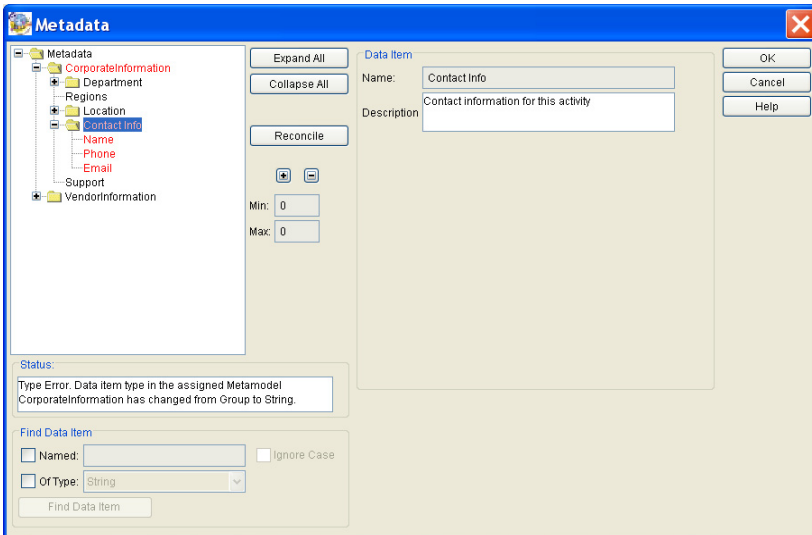 Metadata
Metadata
CorporateInformation
Department
Regions
Location
Contact Info
Name
Phone
Email
Support
VendorInformation
Expand All
Collapse All
Reconcile
Min: 0
Max: 0
Data Item
Name: Contact Info
Description Contact information for this activity
OK
Cancel
Help
Status:
Type Error. Data item type in the assigned Metamodel
CorporateInformation has changed from Group to String.
Find Data Item
Named:
Ignore Case
Of Type: String
Find Data Item